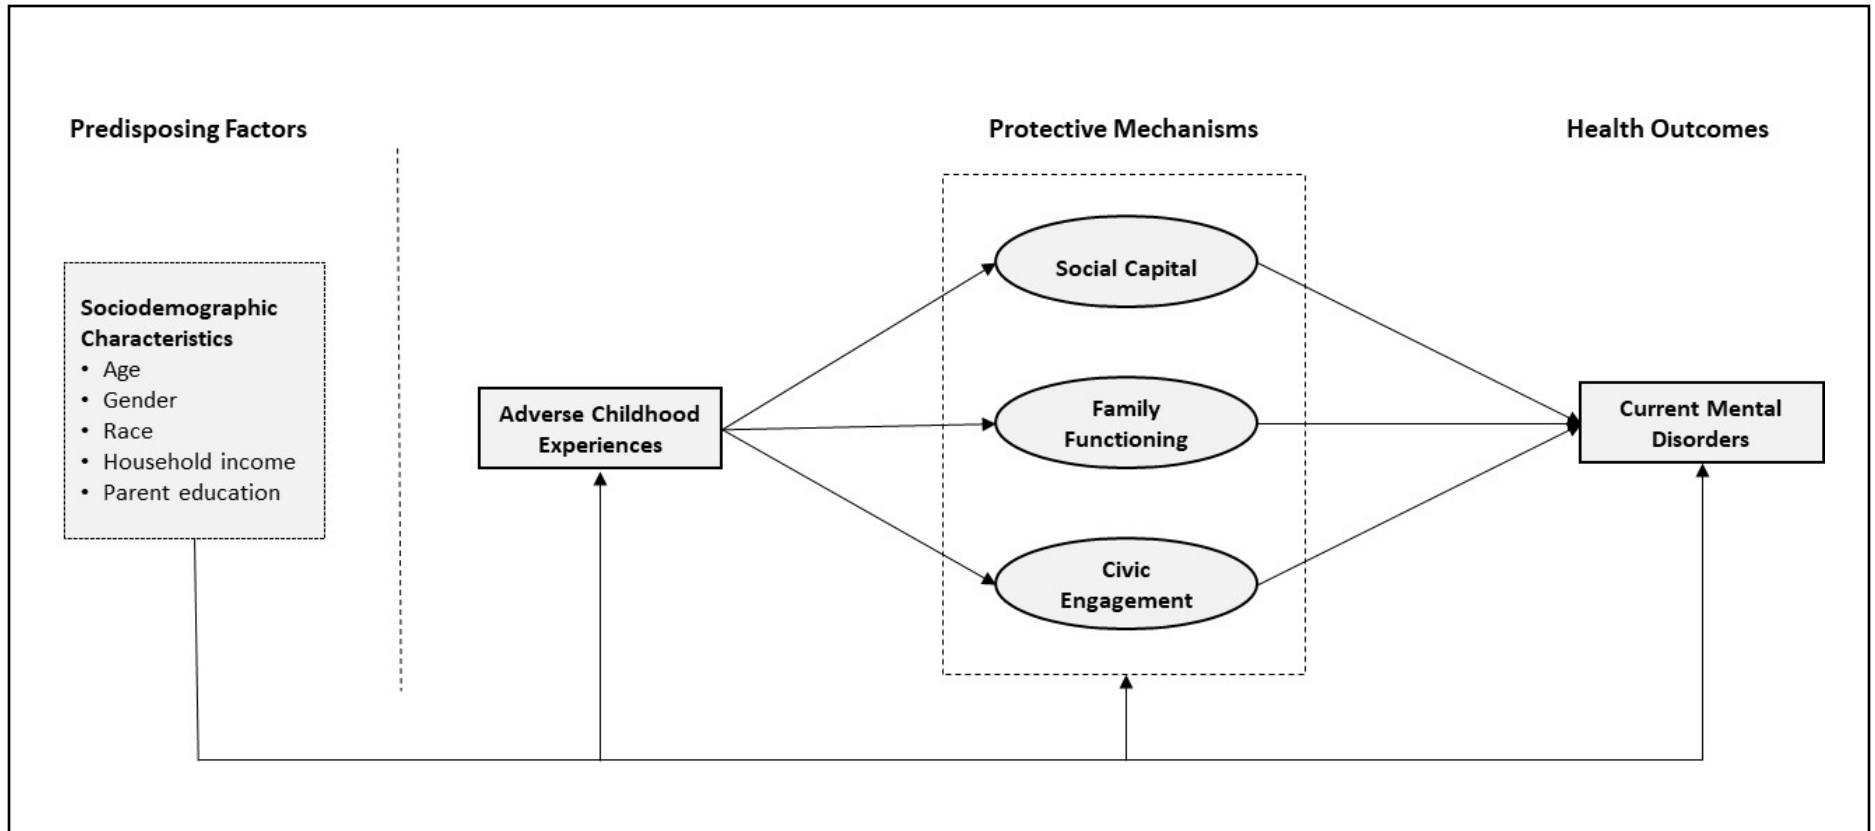 Predisposing Factors
Protective Mechanisms
Health Outcomes
Sociodemographic
Characteristics
• Age
• Gender
• Race
• Household income
• Parent education
Adverse Childhood
Experiences
Social Capital
Family
Functioning
Civic
Engagement
Current Mental
Disorders